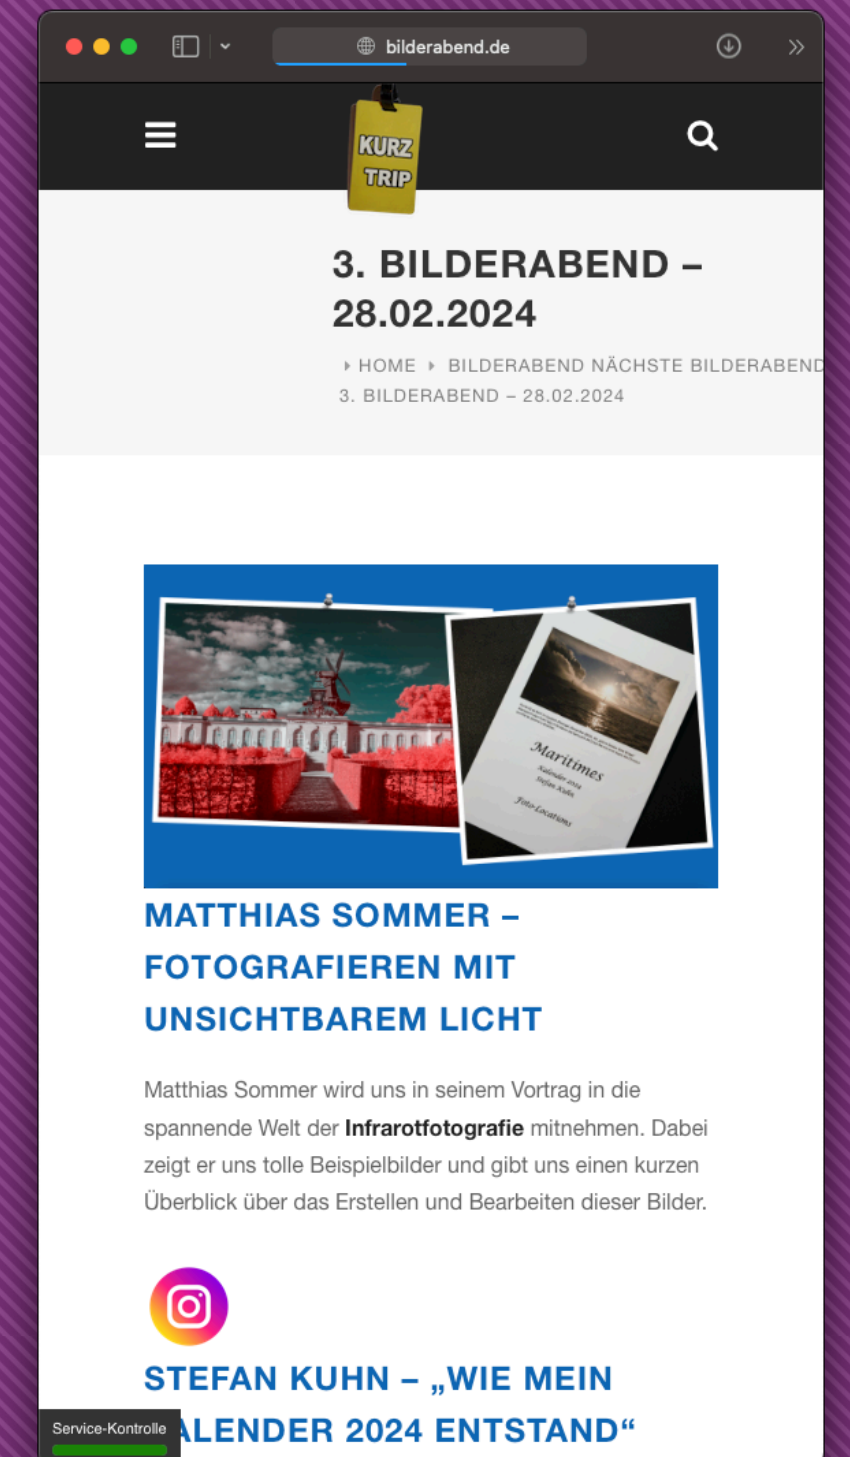 bilderabend.de
KURZ
TRIP
3. BILDERABEND –
28.02.2024
HOME BILDERABEND NÄCHSTE BILDERABEND
3. BILDERABEND – 28.02.2024
Maritimes
Kalender 2024
Stefan Kuhn
Foto-Locations
MATTHIAS SOMMER –
FOTOGRAFIEREN MIT
UNSICHTBAREM LICHT
Matthias Sommer wird uns in seinem Vortrag in die
spannende Welt der Infrarotfotografie mitnehmen. Dabei
zeigt er uns tolle Beispielbilder und gibt uns einen kurzen
Überblick über das Erstellen und Bearbeiten dieser Bilder.
STEFAN KUHN – „WIE MEIN
ALENDER 2024 ENTSTAND“
Service-Kontrolle